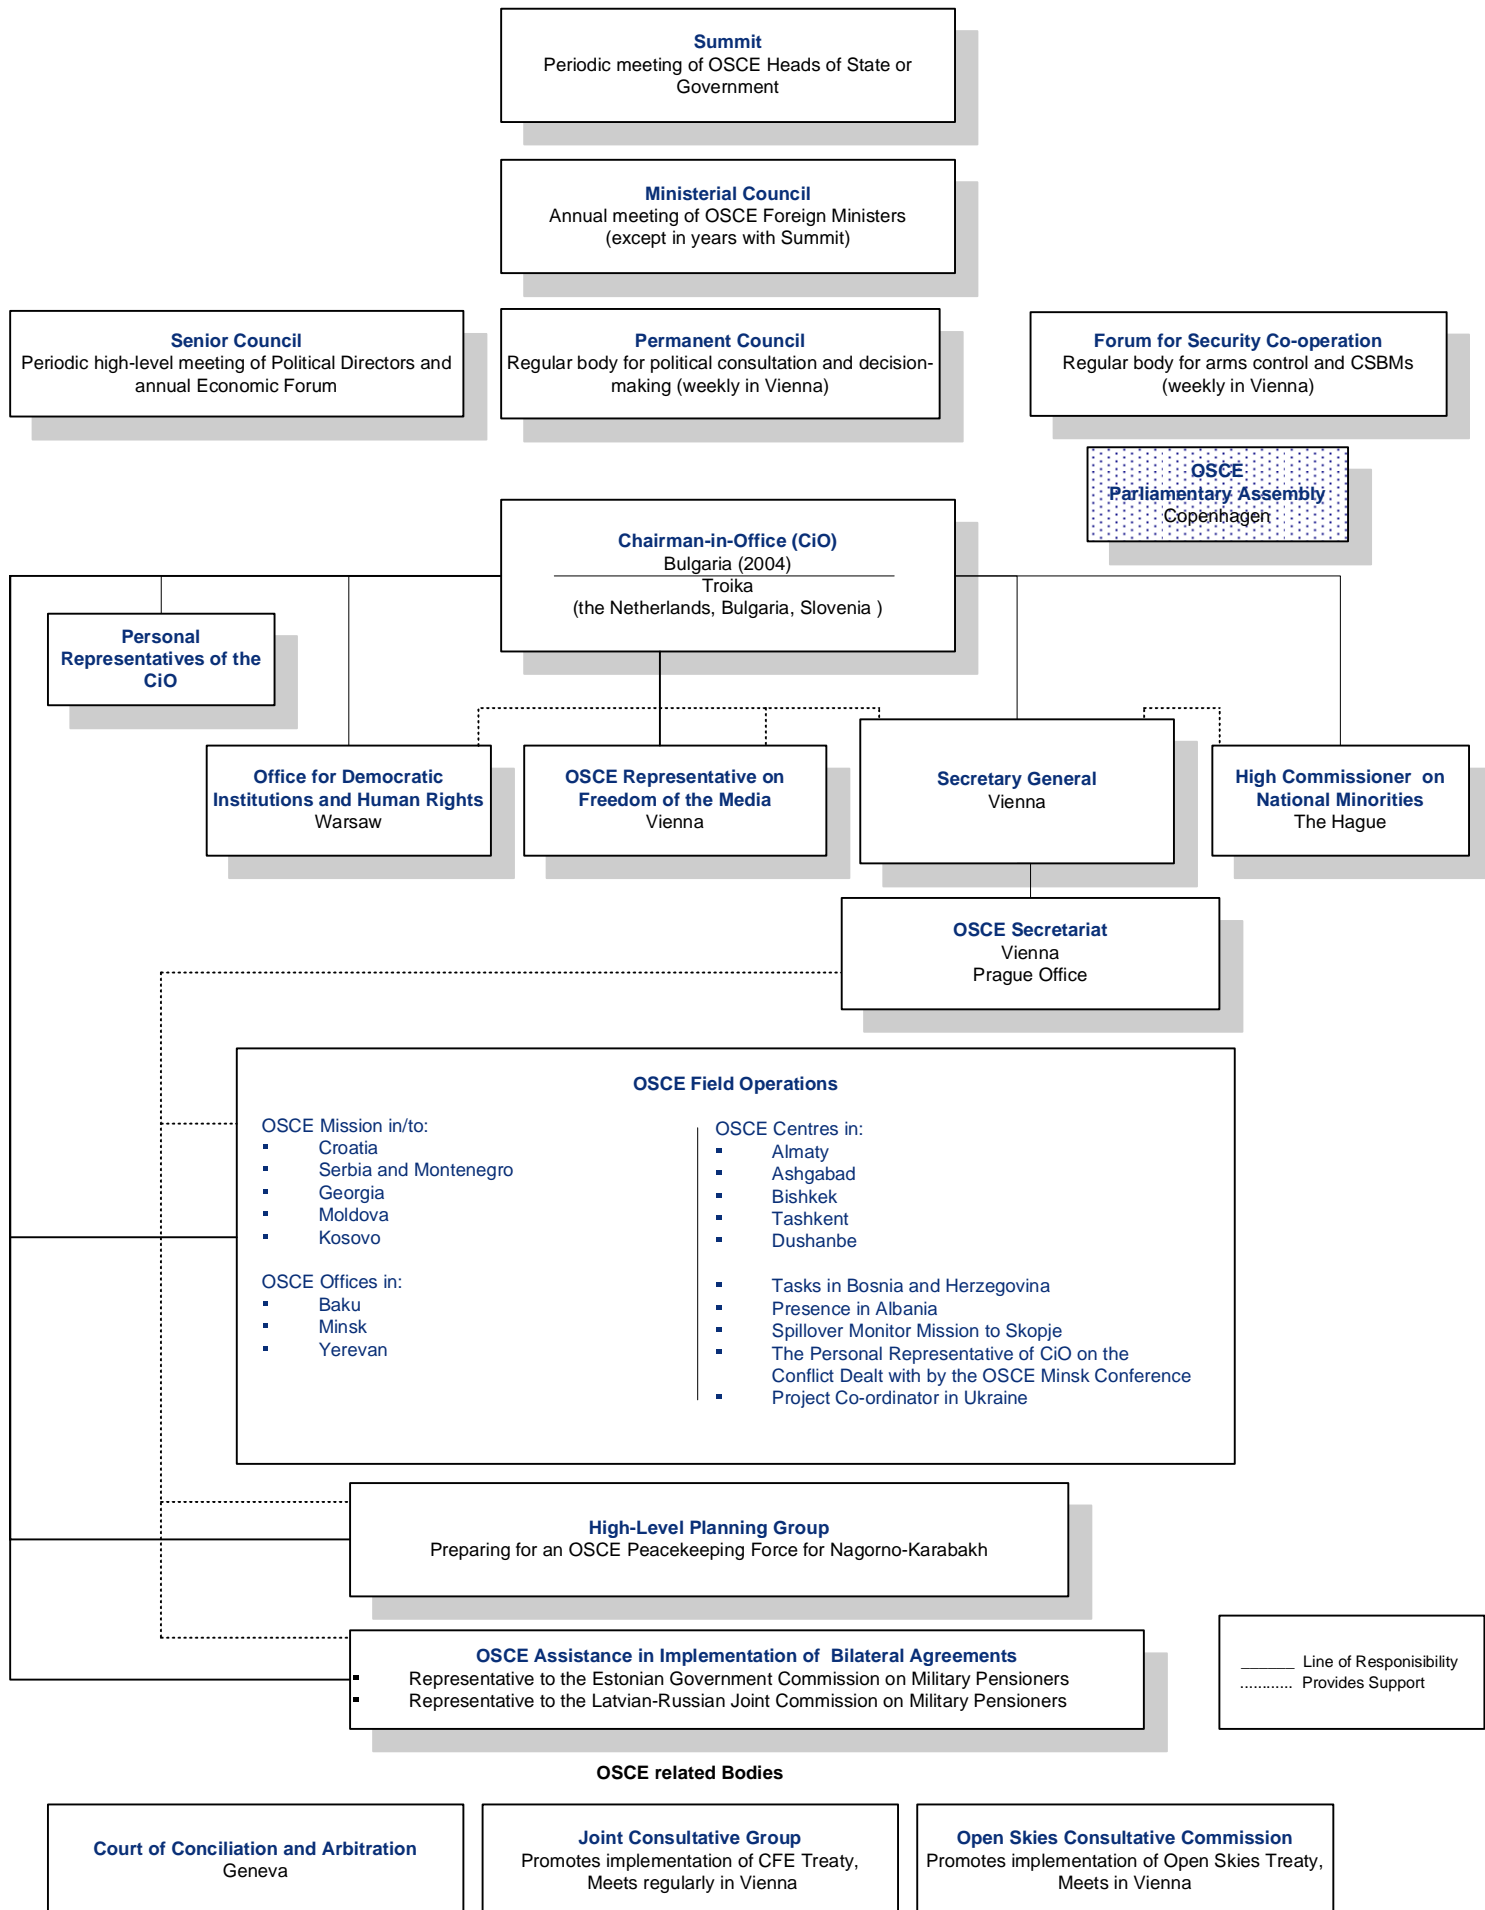 Summit
Periodic meeting of OSCE Heads of State or
Government
Ministerial Council
Annual meeting of OSCE Foreign Ministers
(except in years with Summit)
Senior Council
Periodic high-level meeting of Political Directors and
annual Economic Forum
Permanent Council
Regular body for political consultation and decision-
making (weekly in Vienna)
Forum for Security Co-operation
Regular body for arms control and CSBMs
(weekly in Vienna)
OSCE
Parliamentary Assembly
Copenhagen
Chairman-in-Office (CiO)
Bulgaria (2004)
Troika
(the Netherlands, Bulgaria, Slovenia )
Personal
Representatives of the
CiO
Office for Democratic
Institutions and Human Rights
Warsaw
OSCE Representative on
Freedom of the Media
Vienna
Secretary General
Vienna
High Commissioner on
National Minorities
The Hague
OSCE Secretariat
Vienna
Prague Office
OSCE Field Operations
OSCE Mission in/to:
▪ Croatia
▪ Serbia and Montenegro
▪ Georgia
▪ Moldova
▪ Kosovo
OSCE Offices in:
▪ Baku
▪ Minsk
▪ Yerevan
OSCE Centres in:
▪ Almaty
▪ Ashgabad
▪ Bishkek
▪ Tashkent
▪ Dushanbe
▪ Tasks in Bosnia and Herzegovina
▪ Presence in Albania
▪ Spillover Monitor Mission to Skopje
▪ The Personal Representative of CiO on the
Conflict Dealt with by the OSCE Minsk Conference
▪ Project Co-ordinator in Ukraine
High-Level Planning Group
Preparing for an OSCE Peacekeeping Force for Nagorno-Karabakh
OSCE Assistance in Implementation of Bilateral Agreements
▪ Representative to the Estonian Government Commission on Military Pensioners
▪ Representative to the Latvian-Russian Joint Commission on Military Pensioners
______ Line of Responisibility
............ Provides Support
OSCE related Bodies
Court of Conciliation and Arbitration
Geneva
Joint Consultative Group
Promotes implementation of CFE Treaty,
Meets regularly in Vienna
Open Skies Consultative Commission
Promotes implementation of Open Skies Treaty,
Meets in Vienna